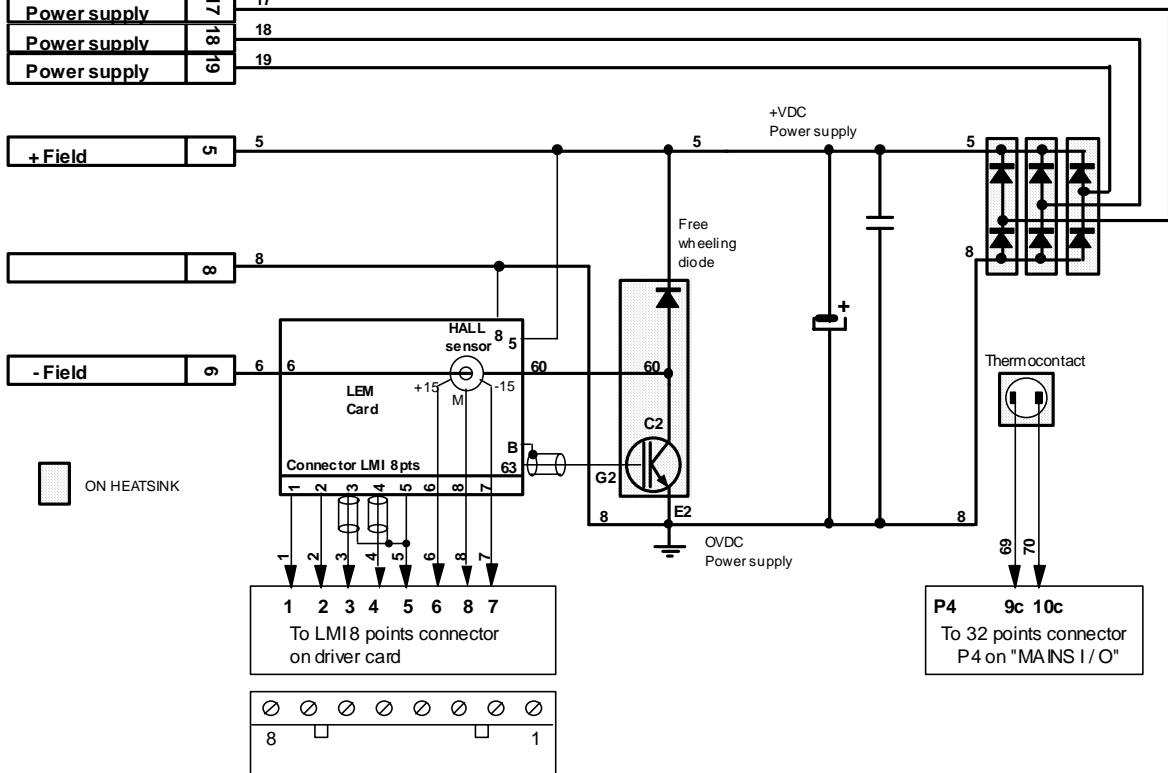 17
Power supply 17
18
Power supply 18
19
Power supply 19
+VDC
Power supply
5 5 5
+ Field 5
Free
wheeling
diode
8 8
8
HALL
sensor 8 5
+
Thermocontact
- Field 6 6 6 60 60
LEM
Card
+15 M -15
C2
B
Connector LMI 8pts 63
G2
ON HEATSINK
1 2 3 4 5 6 8 7
8 E2 8
OVDC
Power supply
1 2 3 4 5 6 8 7
69 70
1 2 3 4 5 6 8 7
To LMI 8 points connector
on driver card
P4 9c 10c
To 32 points connector
P4 on "MAINS I / O"
8 1